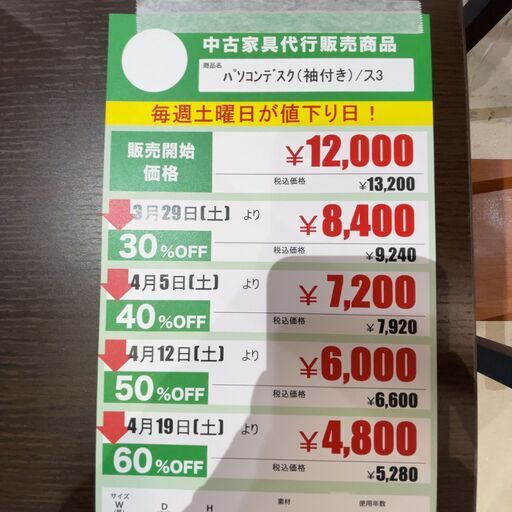 中古家具代行販売商品
商品名
ﾊﾟｿｺﾝﾃﾞｽｸ(袖付き)/ス3
毎週土曜日が値下り日！
販売開始
価格
¥12,000
税込価格 ¥13,200
3月29日(土) より
30%OFF
¥8,400
税込価格 ¥9,240
4月5日(土) より
40%OFF
¥7,200
税込価格 ¥7,920
4月12日(土) より
50%OFF
¥6,000
税込価格 ¥6,600
4月19日(土) より
60%OFF
¥4,800
税込価格 ¥5,280
サイズ 素材 使用年数
W D H